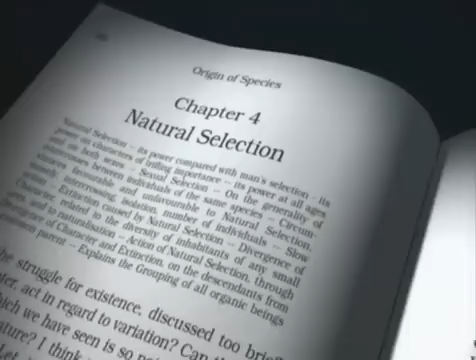 Origin of Species
Chapter 4
Natural Selection
Natural Selection – its power compared with man's selection – its
power on characters of trifling importance – its power at all ages
and on both sexes – Sexual Selection – On the generality of
intercrosses between individuals of the same species – Circum-
stances favourable and unfavourable to Natural Selection,
namely, intercrossing, isolation, number of individuals – Slow
action – Extinction caused by Natural Selection – Divergence of
Character, related to the diversity of inhabitants of any small
area, and to naturalisation – Action of Natural Selection, through
Divergence of Character and Extinction, on the descendants from
common parent – Explains the Grouping of all organic beings
the struggle for existence, discussed too
act in regard to variation? Can
which we have seen is so
I think